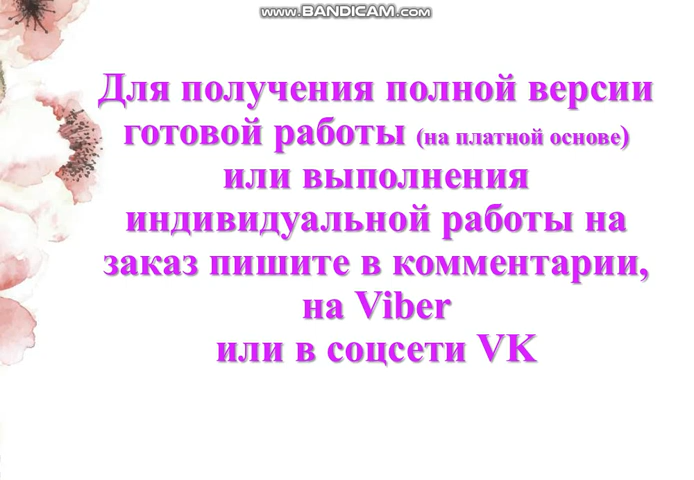 www.BANDICAM.com
Для получения полной версии
готовой работы (на платной основе)
или выполнения
индивидуальной работы на
заказ пишите в комментарии,
на Viber
или в соцсети VK